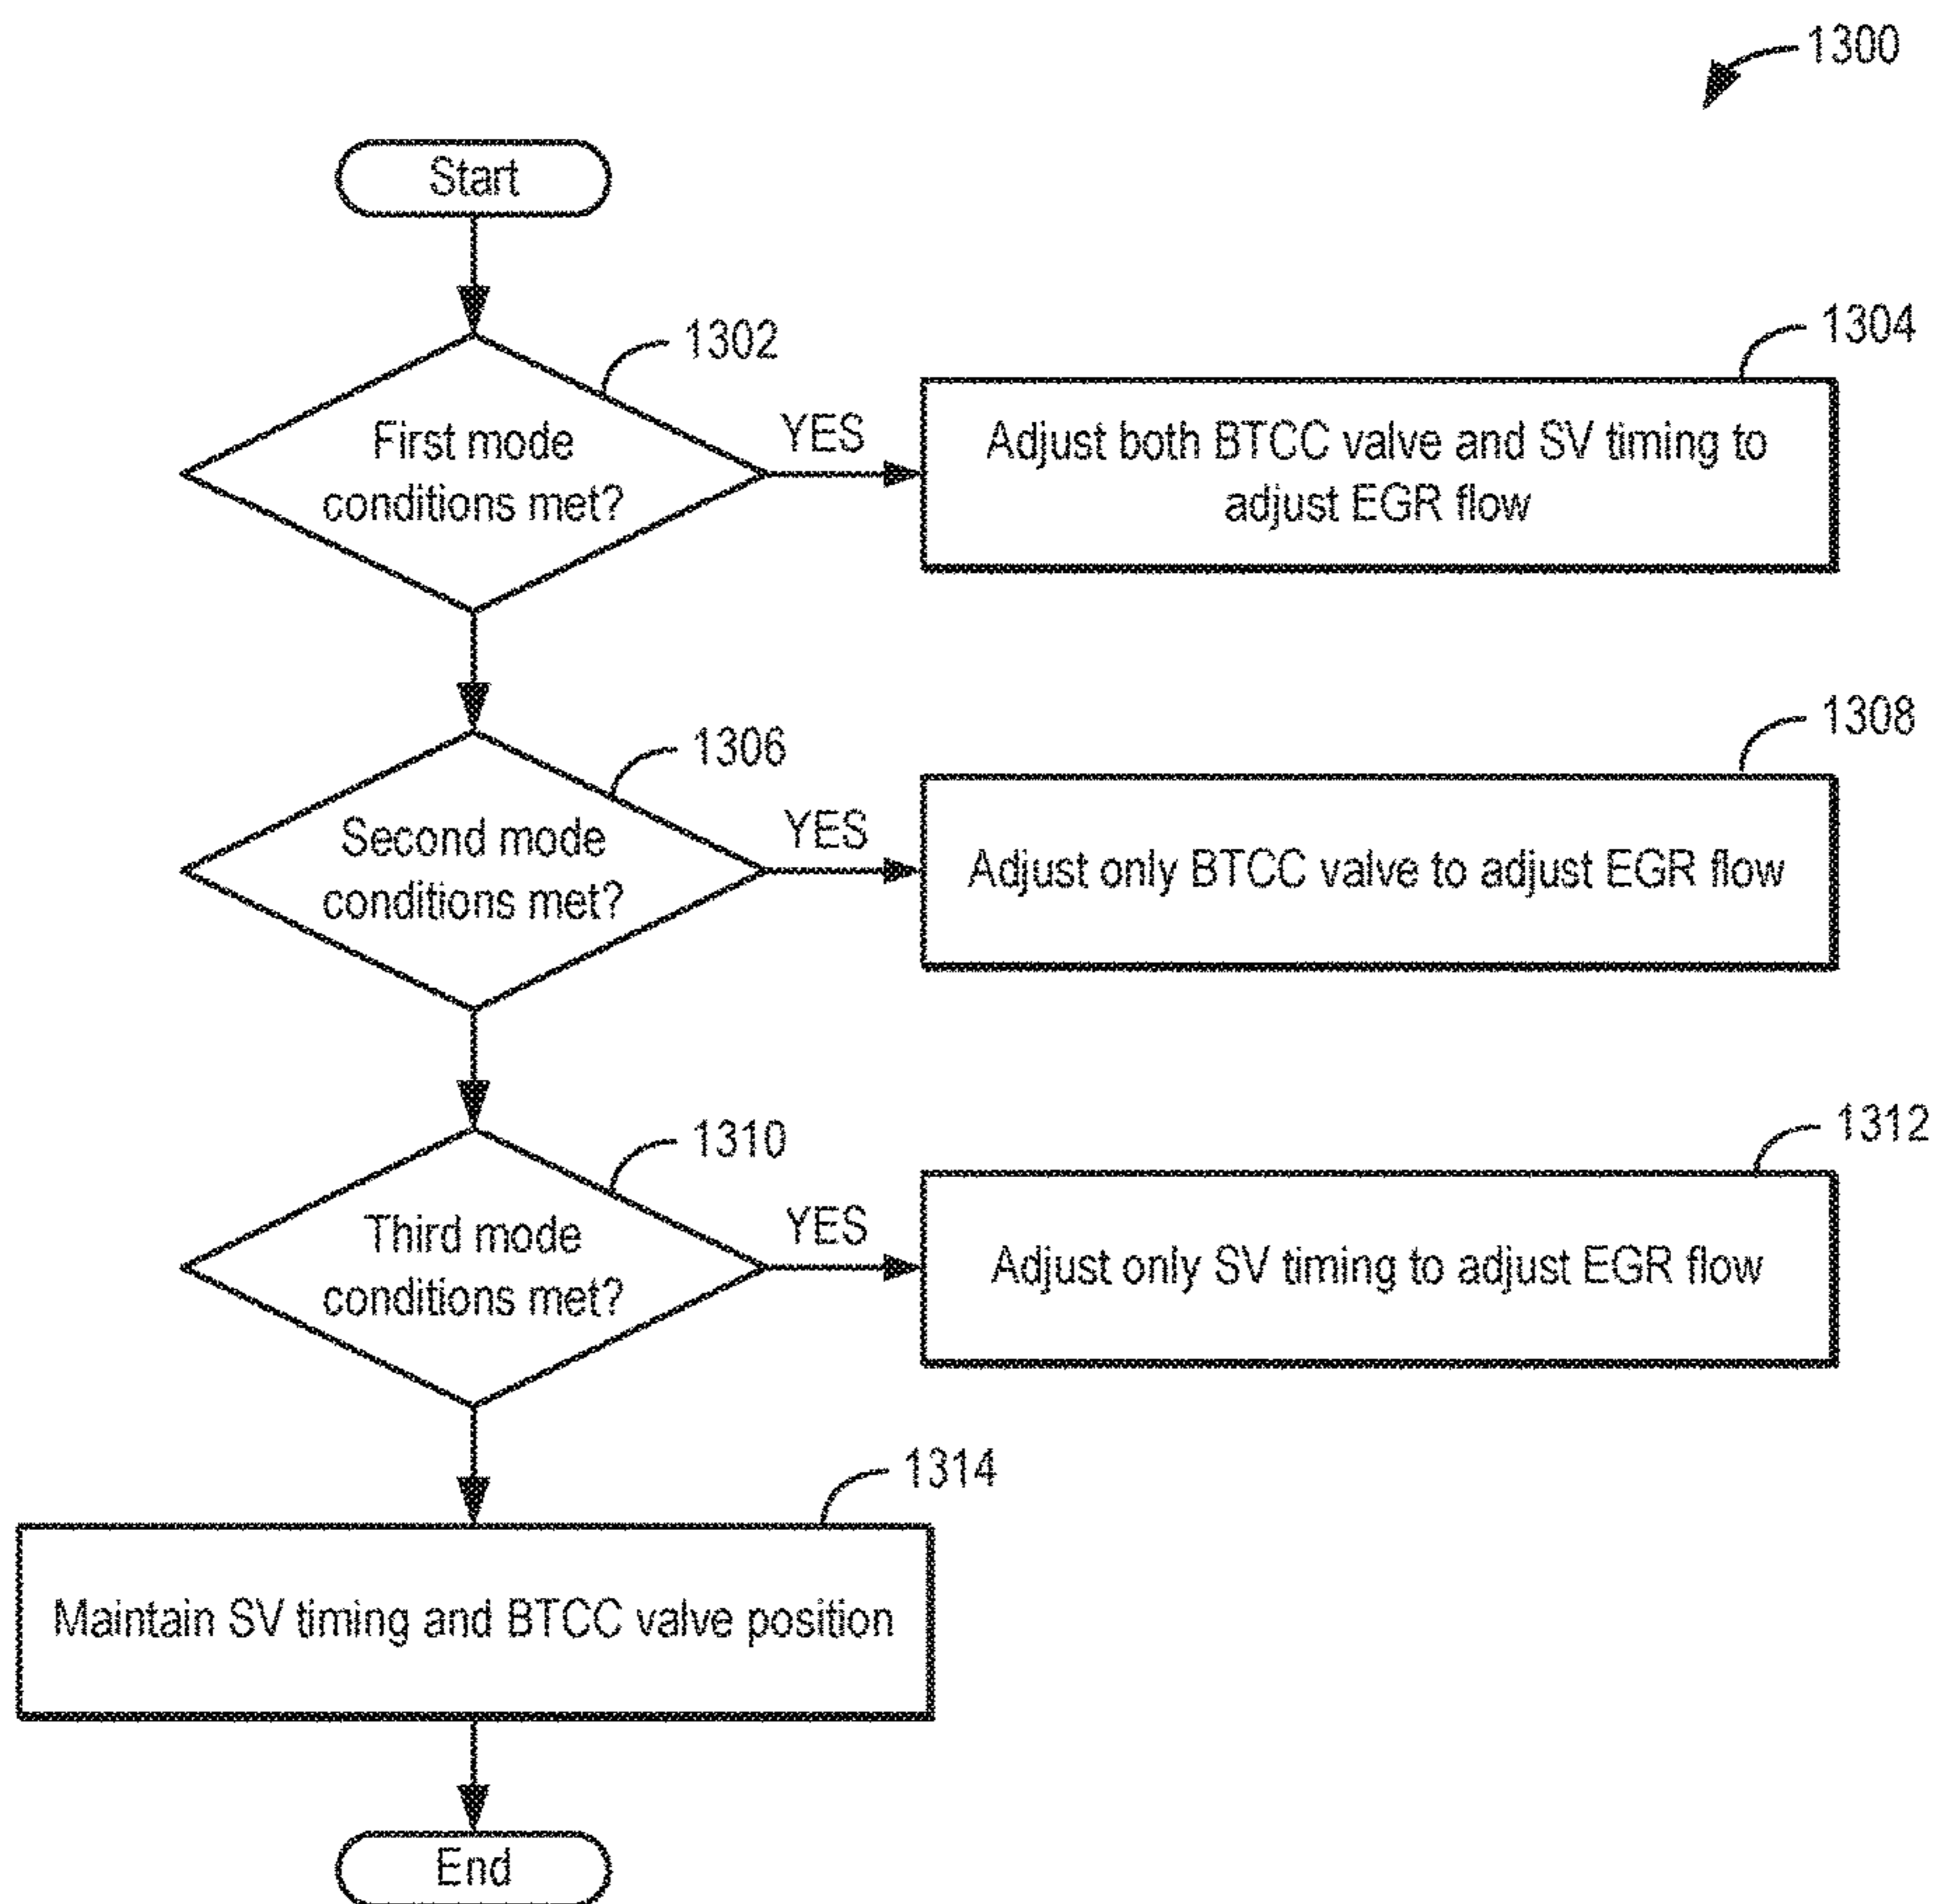 1300
Start
1302
1304
First mode
conditions met?
YES
Adjust both BTCC valve and SV timing to
adjust EGR flow
1306
1308
Second mode
conditions met?
YES
Adjust only BTCC valve to adjust EGR flow
1310
1312
Third mode
conditions met?
YES
Adjust only SV timing to adjust EGR flow
1314
Maintain SV timing and BTCC valve position
End